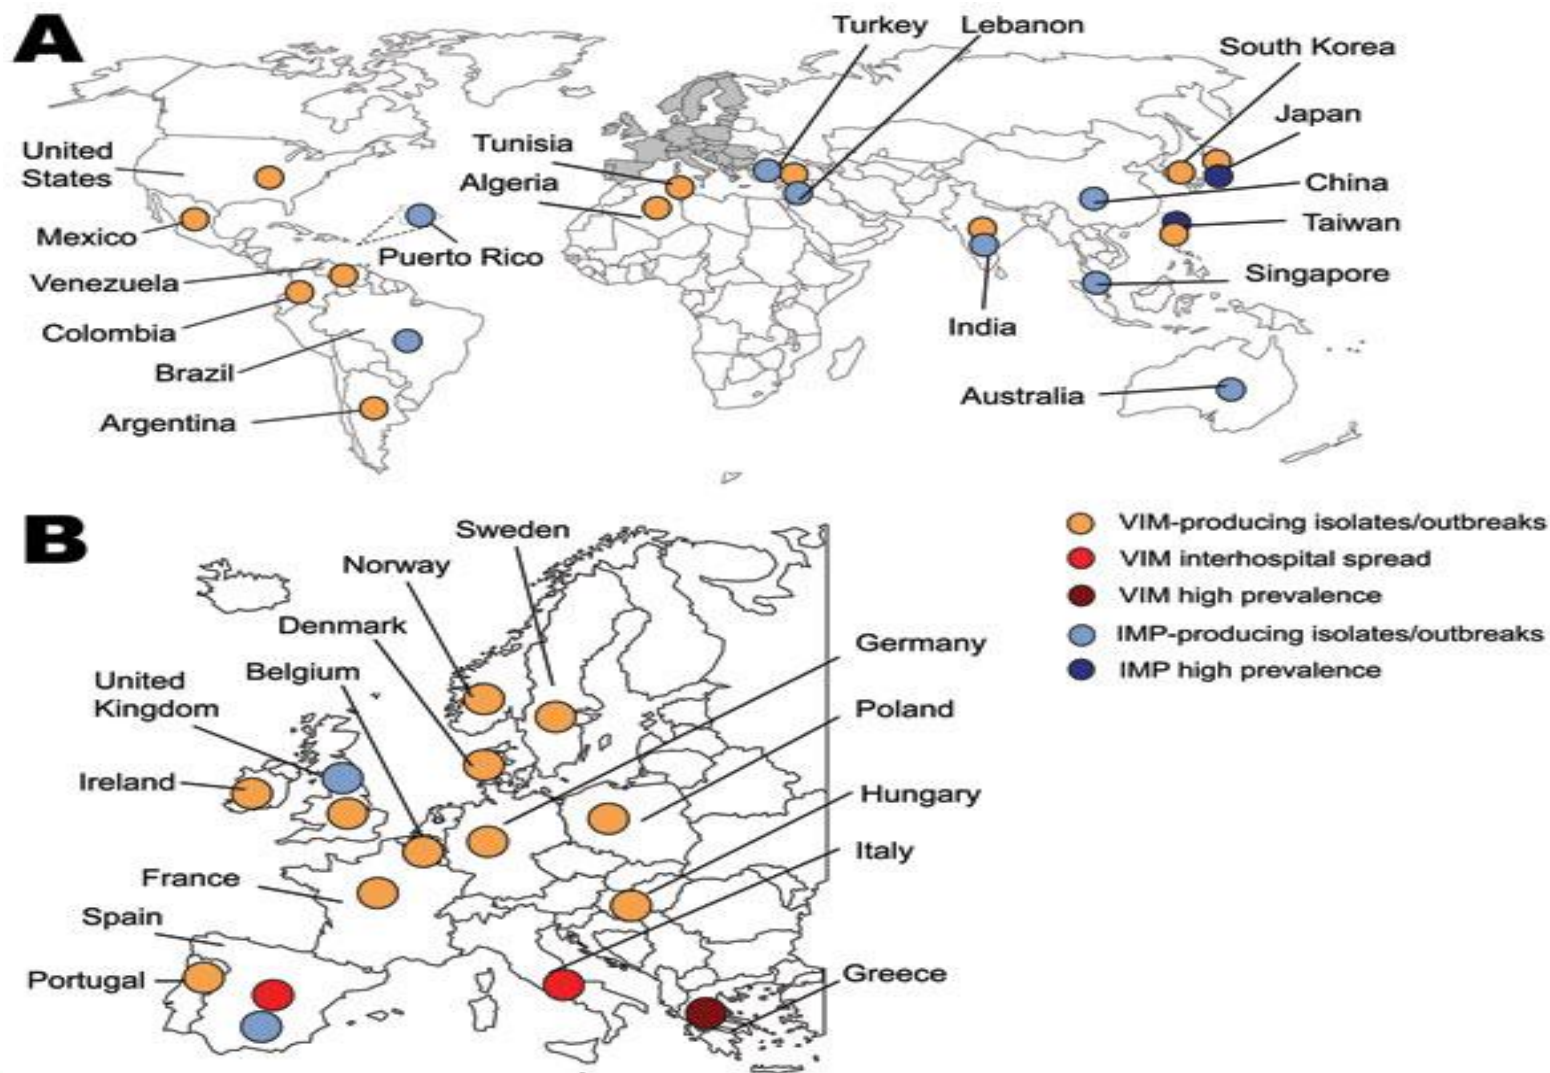 A
Turkey
Lebanon
South Korea
Japan
United
States
Tunisia
Algeria
China
Mexico
Taiwan
Puerto Rico
Venezuela
Singapore
Colombia
India
Brazil
Australia
Argentina
B
Sweden
Norway
Denmark
Belgium
United
Kingdom
Ireland
France
Spain
Portugal
Germany
Poland
Hungary
Italy
Greece
VIM-producing isolates/outbreaks
VIM interhospital spread
VIM high prevalence
IMP-producing isolates/outbreaks
IMP high prevalence